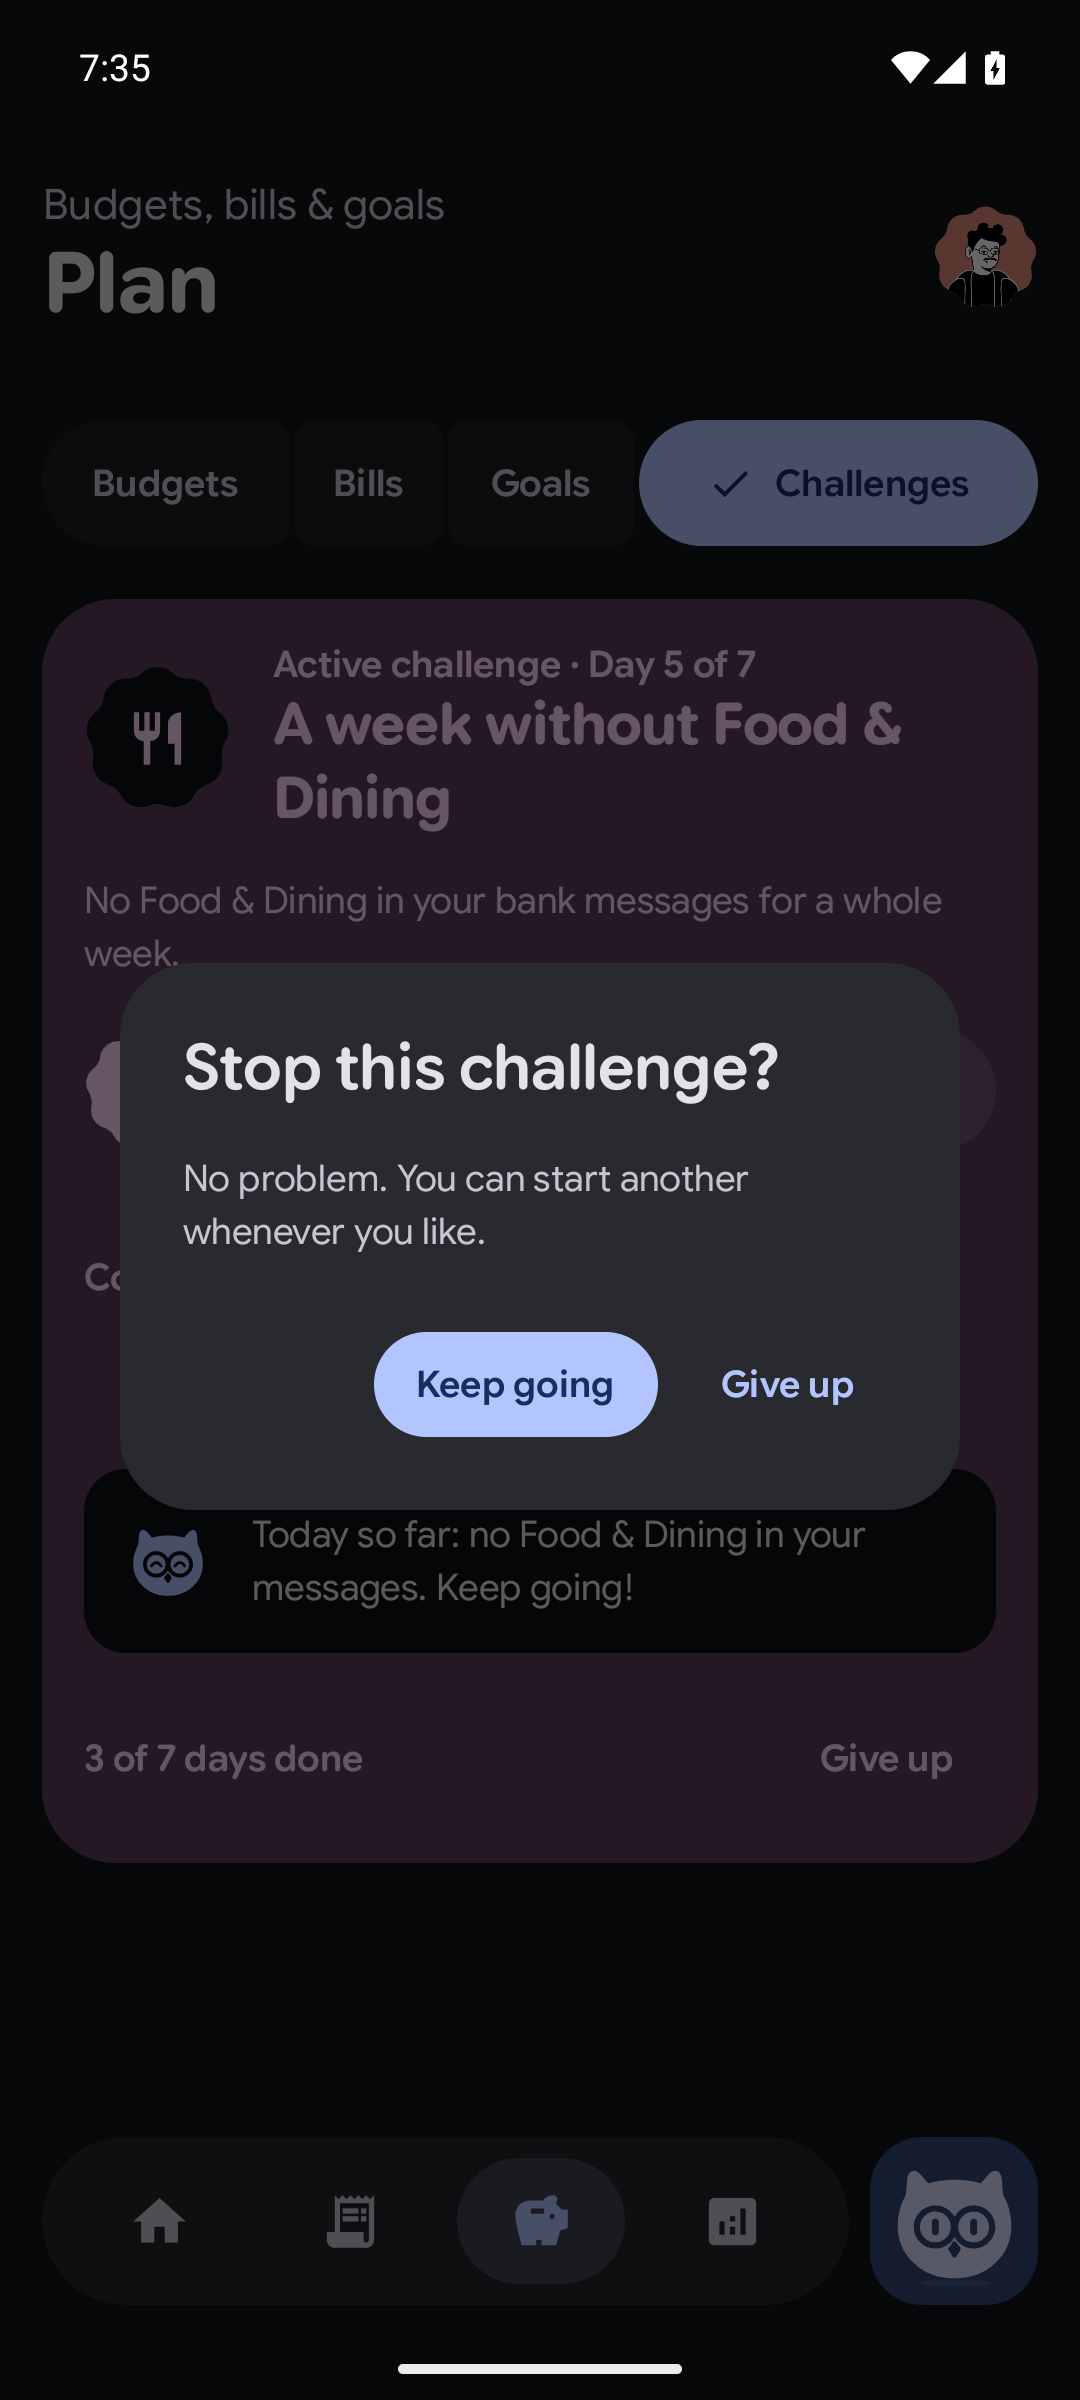 7:35
Budgets, bills & goals
Plan
Budgets
Bills
Goals
Challenges
Active challenge · Day 5 of 7
A week without Food &
Dining
No Food & Dining in your bank messages for a whole
week.
Stop this challenge?
No problem. You can start another
whenever you like.
Keep going
Give up
Today so far: no Food & Dining in your
messages. Keep going!
3 of 7 days done
Give up